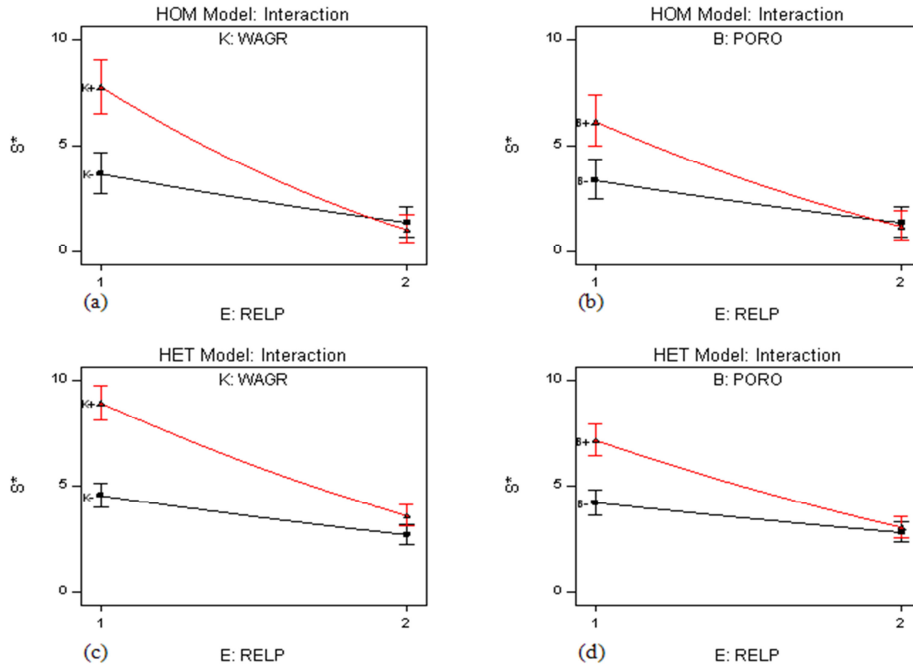 HOM Model: Interaction
K: WAGR
10
5
0
S*
K+
K-
1
2
(a)
E: RELP
HOM Model: Interaction
B: PORO
10
5
0
S*
B+
B-
1
2
(b)
E: RELP
HET Model: Interaction
K: WAGR
10
5
0
S*
K+
K-
1
2
(c)
E: RELP
HET Model: Interaction
B: PORO
10
5
0
S*
B+
B-
1
2
(d)
E: RELP